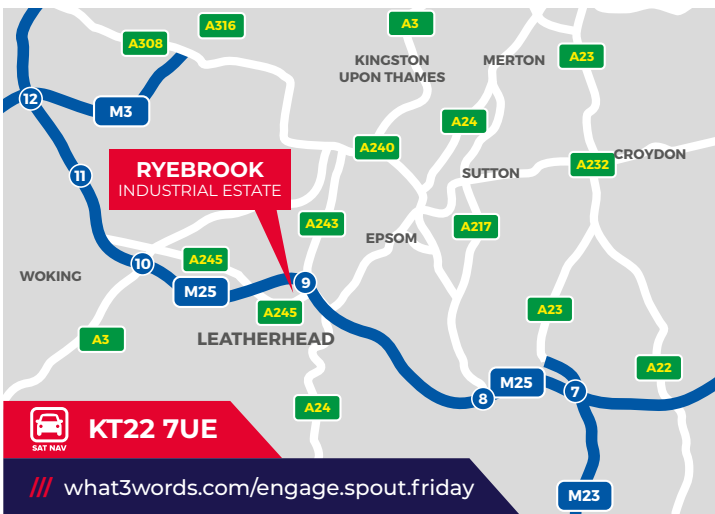 A316
A3
A308
A23
KINGSTON
UPON THAMES
MERTON
12
M3
A24
A240
CROYDON
RYEBROOK
INDUSTRIAL ESTATE
A232
11
SUTTON
A243
A217
EPSOM
A245
10
WOKING
M25
9
A245
A23
LEATHERHEAD
A3
A22
M25
7
8
A24
SAT NAV
KT22 7UE
/// what3words.com/engage.spout.friday
M23